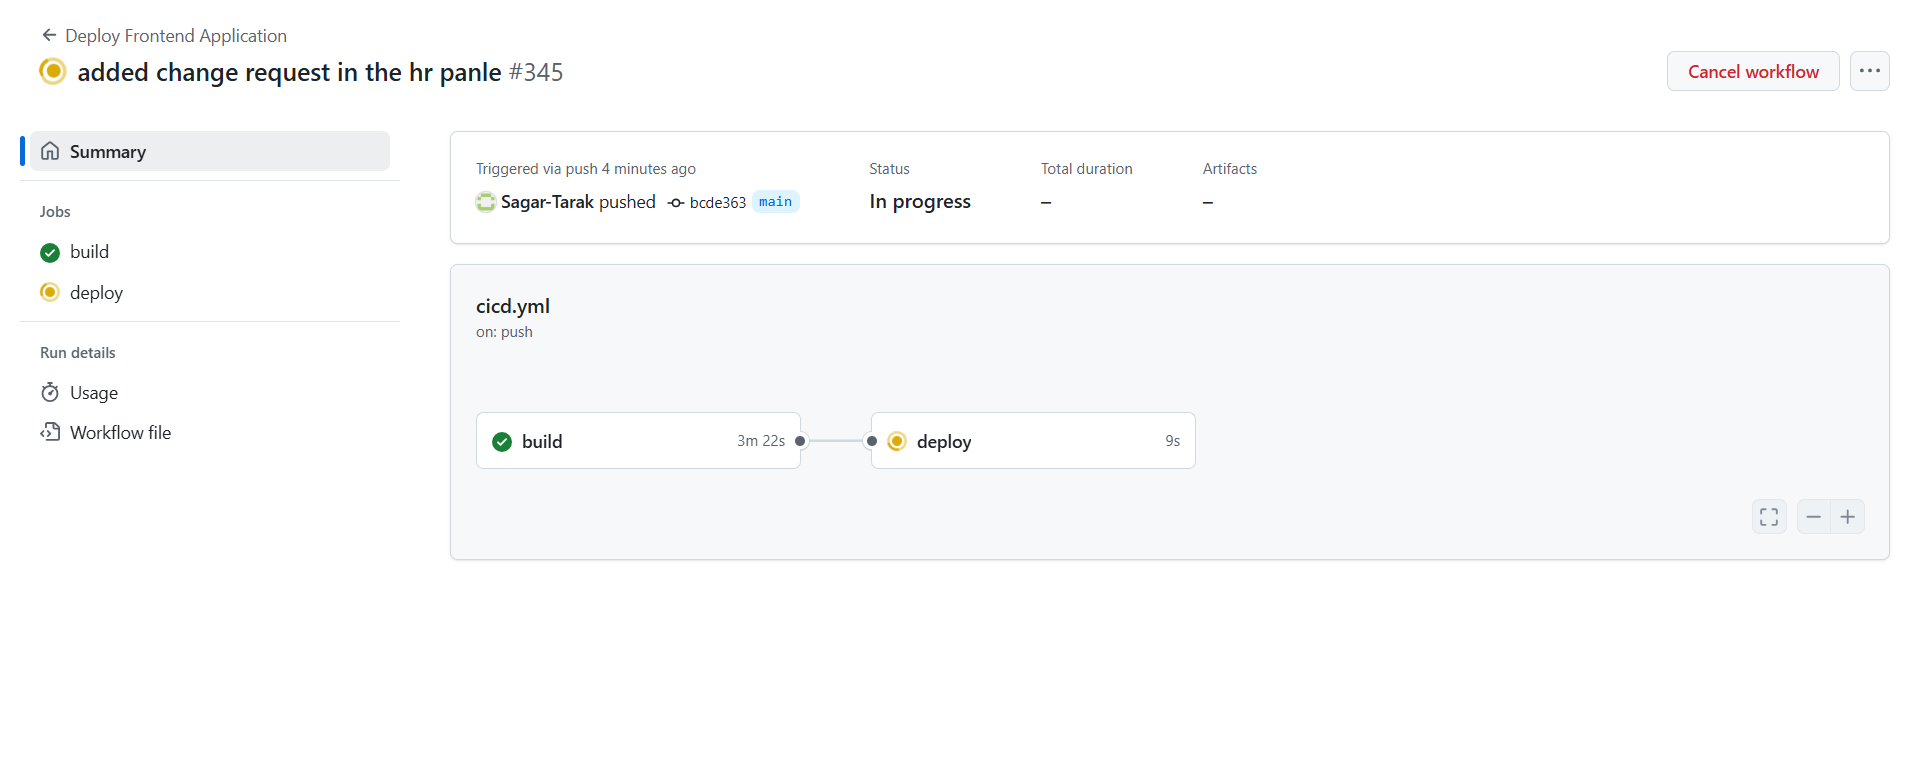 Deploy Frontend Application
added change request in the hr panle #345
Cancel workflow
Summary
Jobs
build
deploy
Run details
Usage
Workflow file
Triggered via push 4 minutes ago
Sagar-Tarak pushed bcde363 main
Status
In progress
Total duration
–
Artifacts
–
cicd.yml
on: push
build 3m 22s
deploy 9s